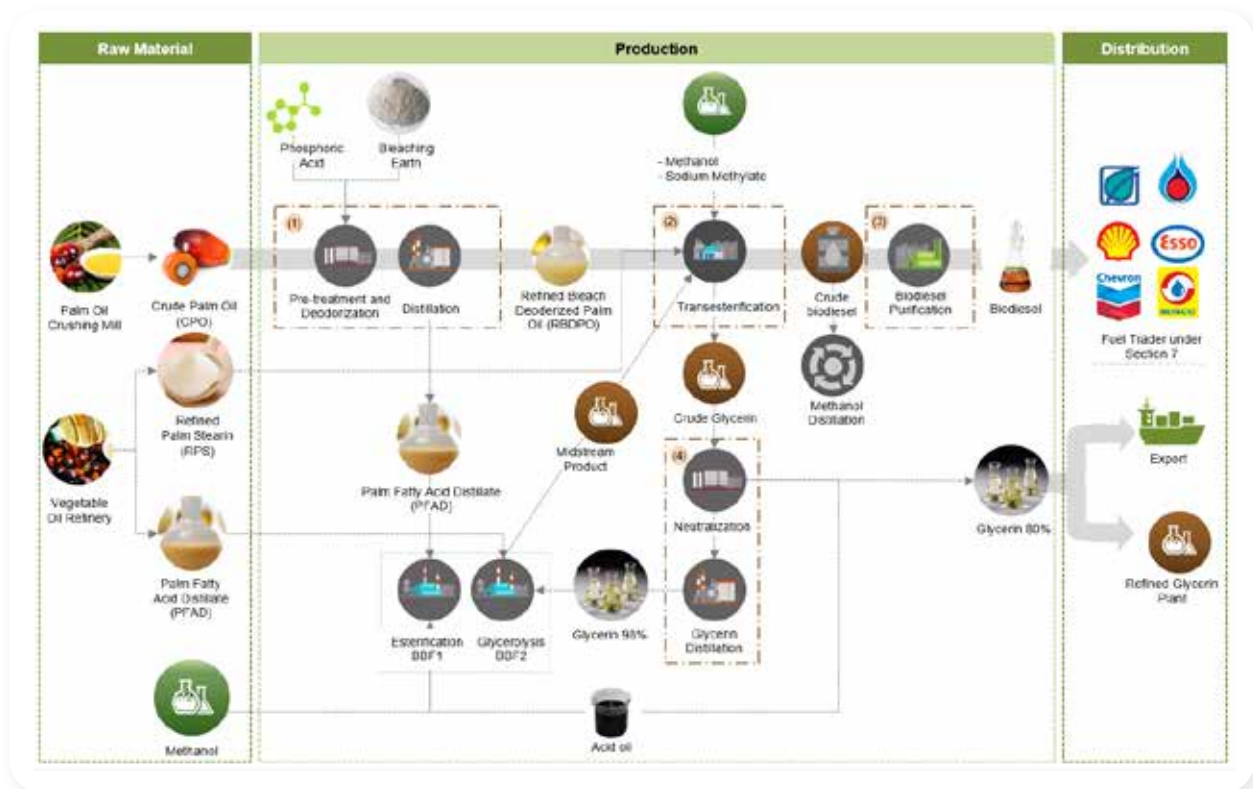 Raw Material
Production
Distribution
Phosphoric
Acid
Bleaching
Earth
- Methanol
- Sodium Methylate
(1)
(2)
(3)
Palm Oil
Crushing Mill
Crude Palm Oil
(CPO)
Pre-treatment and
Deodorization
Distillation
Refined Bleach
Deodorized Palm
Oil (RBDPO)
Transesterification
Crude
biodiesel
Biodiesel
Purification
Biodiesel
Esso
Chevron
Fuel Trader under
Section 7
Refined
Palm Stearin
(RPS)
Midstream
Product
Crude Glycerin
Methanol
Distillation
Export
(4)
Vegetable
Oil Refinery
Palm Fatty Acid Distillate
(PFAD)
Neutralization
Glycerin 80%
Palm Fatty
Acid Distillate
(PFAD)
Esterification
BDF1
Glycerolysis
BDF2
Glycerin 98%
Glycerin
Distillation
Refined Glycerin
Plant
Methanol
Acid oil